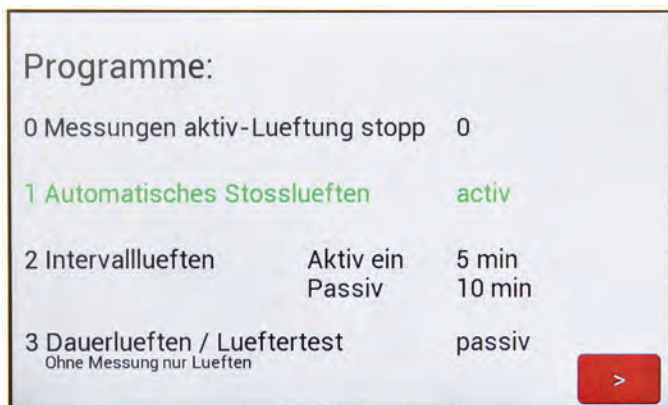 Programme:
0 Messungen aktiv-Lueftung stopp 0
1 Automatisches Stosslueften activ
2 Intervalllueften Aktiv ein 5 min
Passiv 10 min
3 Dauerlueften / Lueftertest passiv
Ohne Messung nur Lueften
>